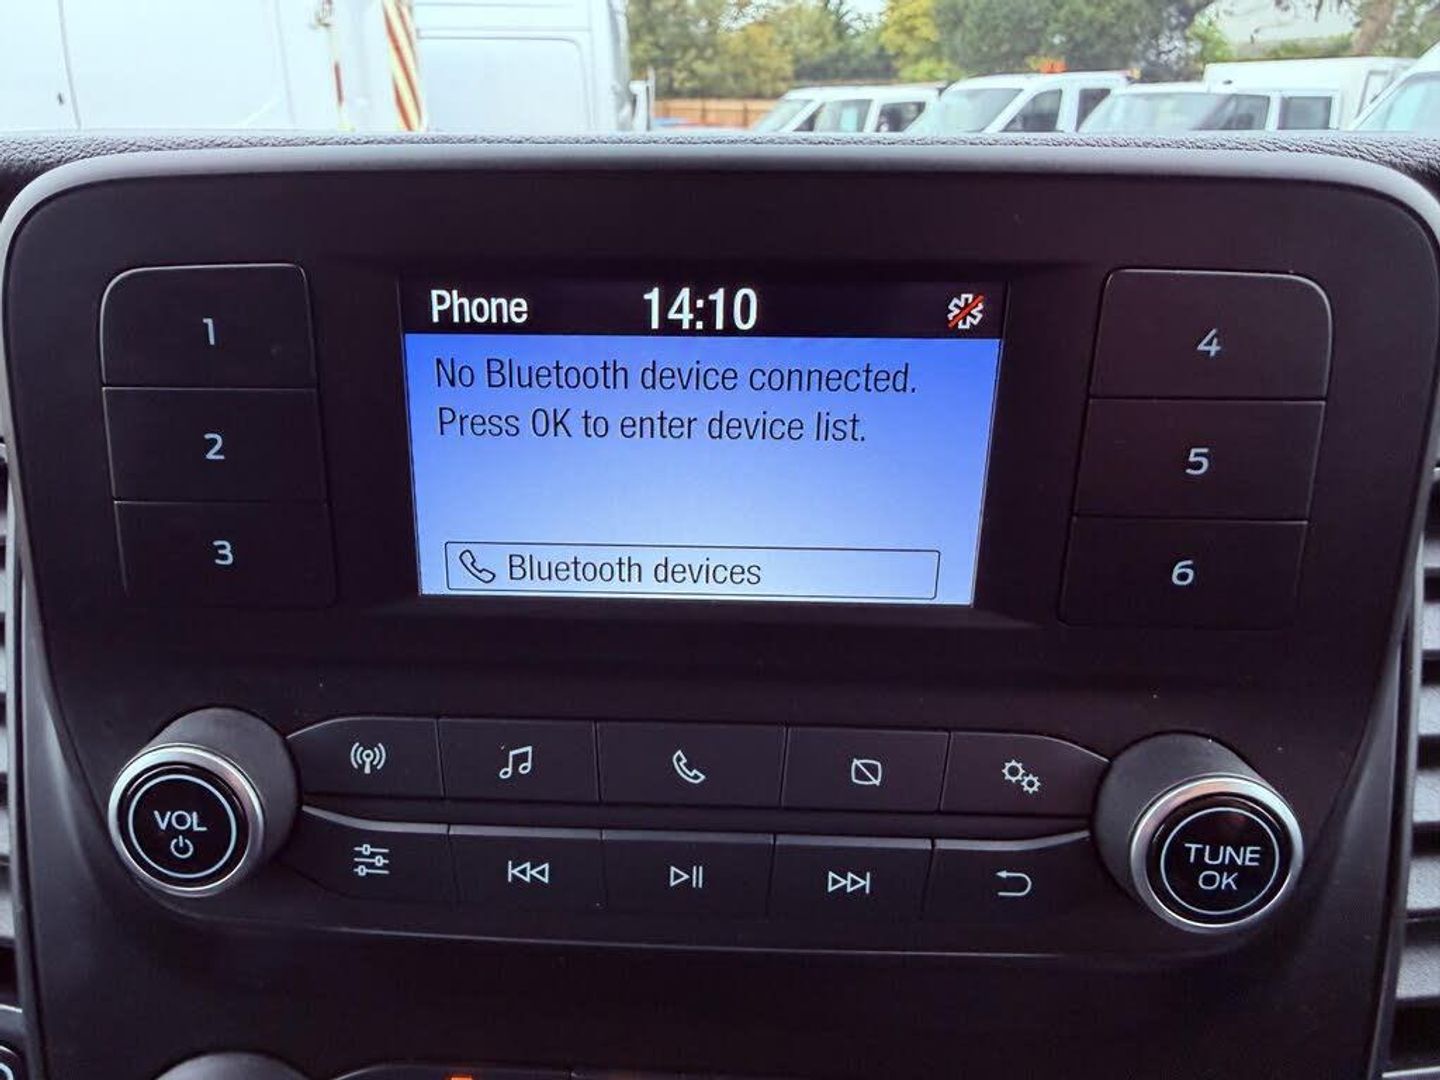 Phone 14:10
No Bluetooth device connected.
Press OK to enter device list.
Bluetooth devices
1
2
3
4
5
6
VOL
TUNE
OK